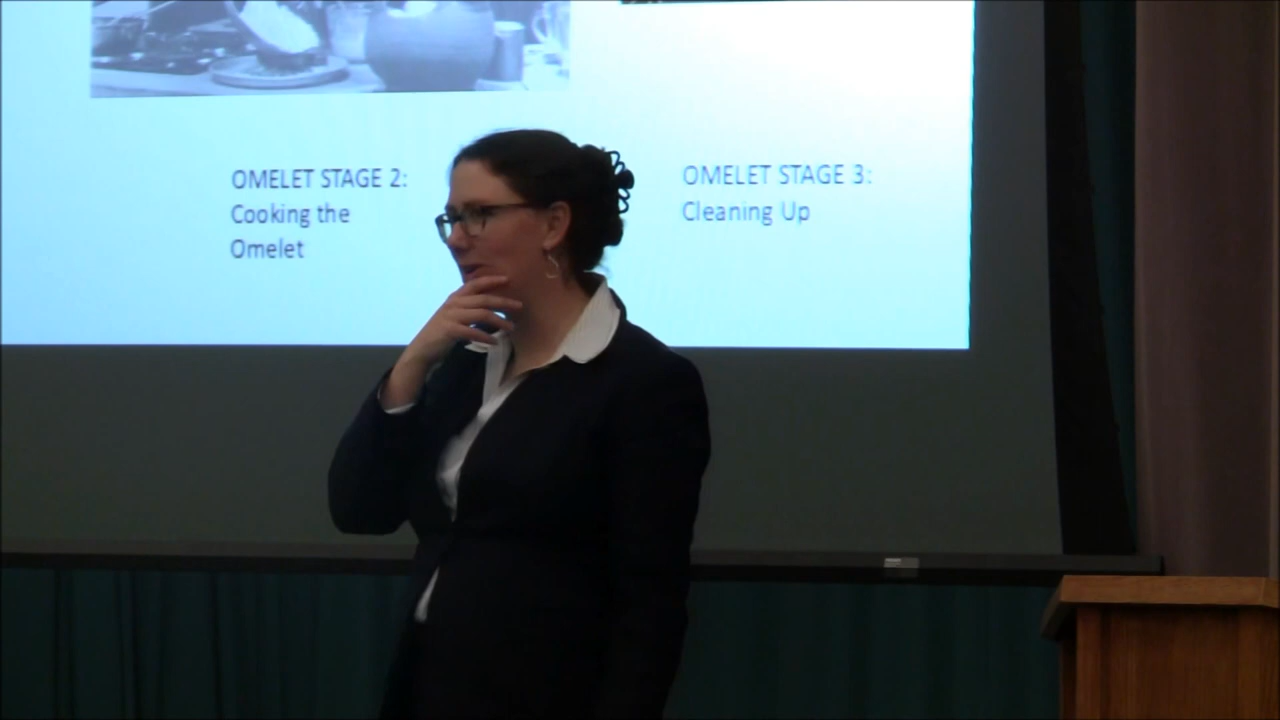 OMELET STAGE 2:
Cooking the
Omelet
OMELET STAGE 3:
Cleaning Up